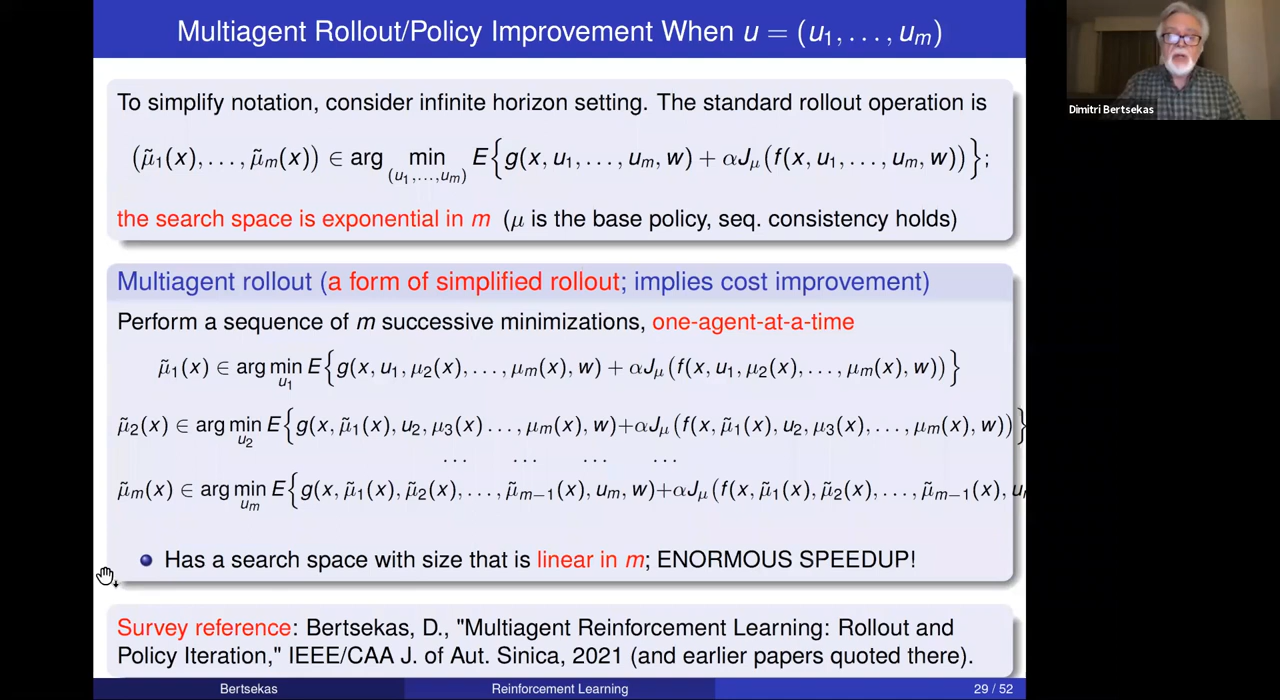 Multiagent Rollout/Policy Improvement When u = (u₁, . . . , uₘ)
To simplify notation, consider infinite horizon setting. The standard rollout operation is
(μ̃₁(x), . . . , μ̃ₘ(x)) ∈ arg min E{g(x, u₁, . . . , uₘ, w) + αJ_μ(f(x, u₁, . . . , uₘ, w))};
(u₁,...,uₘ)
the search space is exponential in m (μ is the base policy, seq. consistency holds)
Multiagent rollout (a form of simplified rollout; implies cost improvement)
Perform a sequence of m successive minimizations, one-agent-at-a-time
μ̃₁(x) ∈ arg min E{g(x, u₁, μ₂(x), . . . , μₘ(x), w) + αJ_μ(f(x, u₁, μ₂(x), . . . , μₘ(x), w))}
u₁
μ̃₂(x) ∈ arg min E{g(x, μ̃₁(x), u₂, μ₃(x) . . . , μₘ(x), w)+αJ_μ(f(x, μ̃₁(x), u₂, μ₃(x), . . . , μₘ(x), w))}
u₂
. . . . . . . . . . . .
μ̃ₘ(x) ∈ arg min E{g(x, μ̃₁(x), μ̃₂(x), . . . , μ̃ₘ₋₁(x), uₘ, w)+αJ_μ(f(x, μ̃₁(x), μ̃₂(x), . . . , μ̃ₘ₋₁(x),
uₘ
Has a search space with size that is linear in m; ENORMOUS SPEEDUP!
Survey reference: Bertsekas, D., "Multiagent Reinforcement Learning: Rollout and
Policy Iteration," IEEE/CAA J. of Aut. Sinica, 2021 (and earlier papers quoted there).
Bertsekas Reinforcement Learning 29 / 52
Dimitri Bertsekas